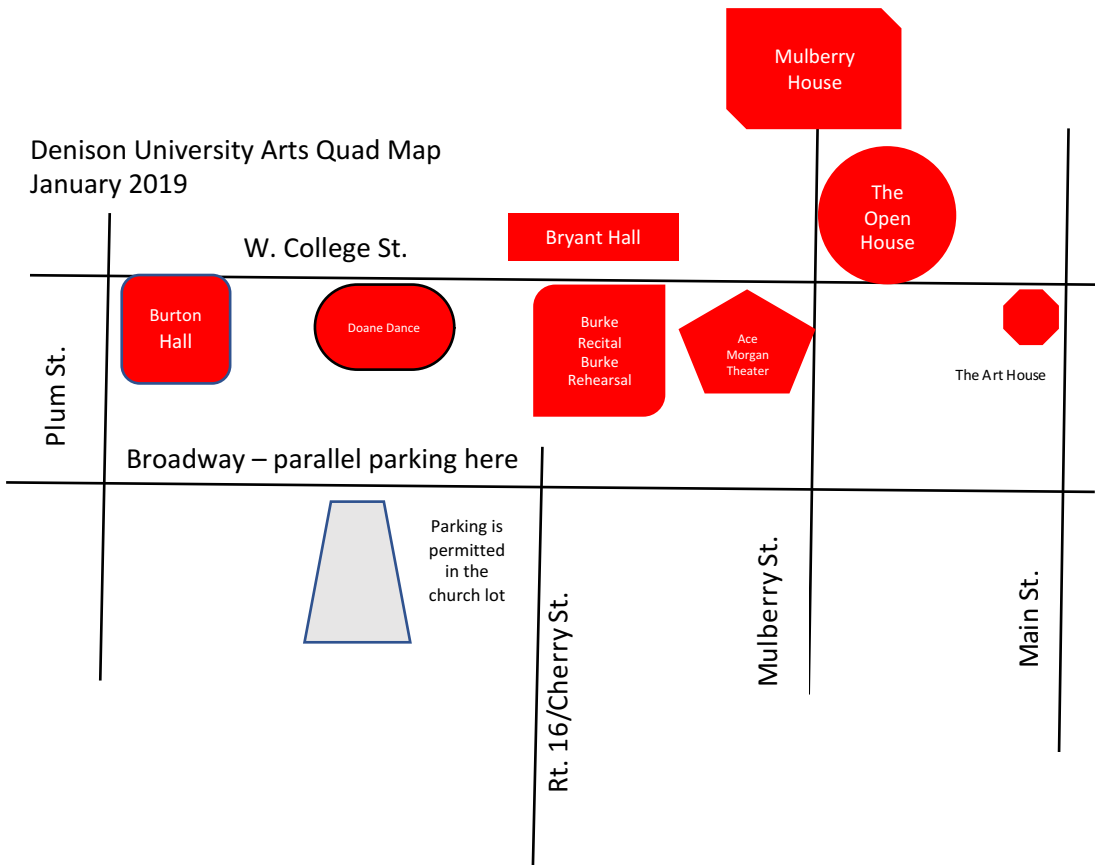 Mulberry
House
Denison University Arts Quad Map
January 2019
The
Open
House
Bryant Hall
W. College St.
Burton
Hall
Doane Dance
Burke
Recital
Burke
Rehearsal
Ace
Morgan
Theater
The Art House
Plum St.
Broadway – parallel parking here
Parking is
permitted
in the
church lot
Rt. 16/Cherry St.
Mulberry St.
Main St.